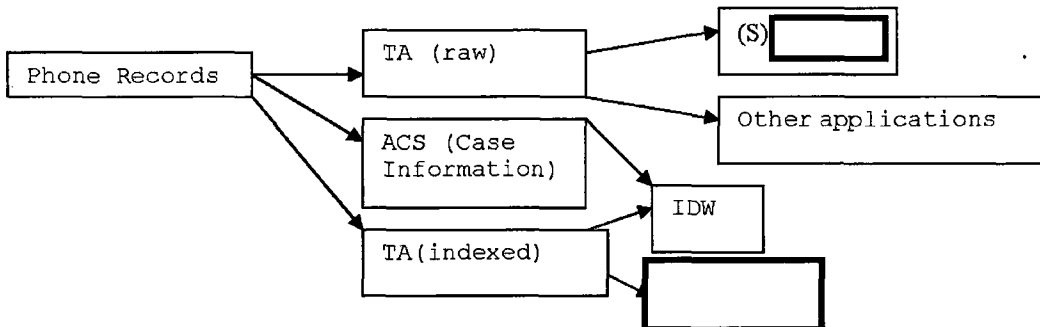 (S)
TA (raw)
Phone Records
Other applications
ACS (Case
Information)
IDW
TA(indexed)